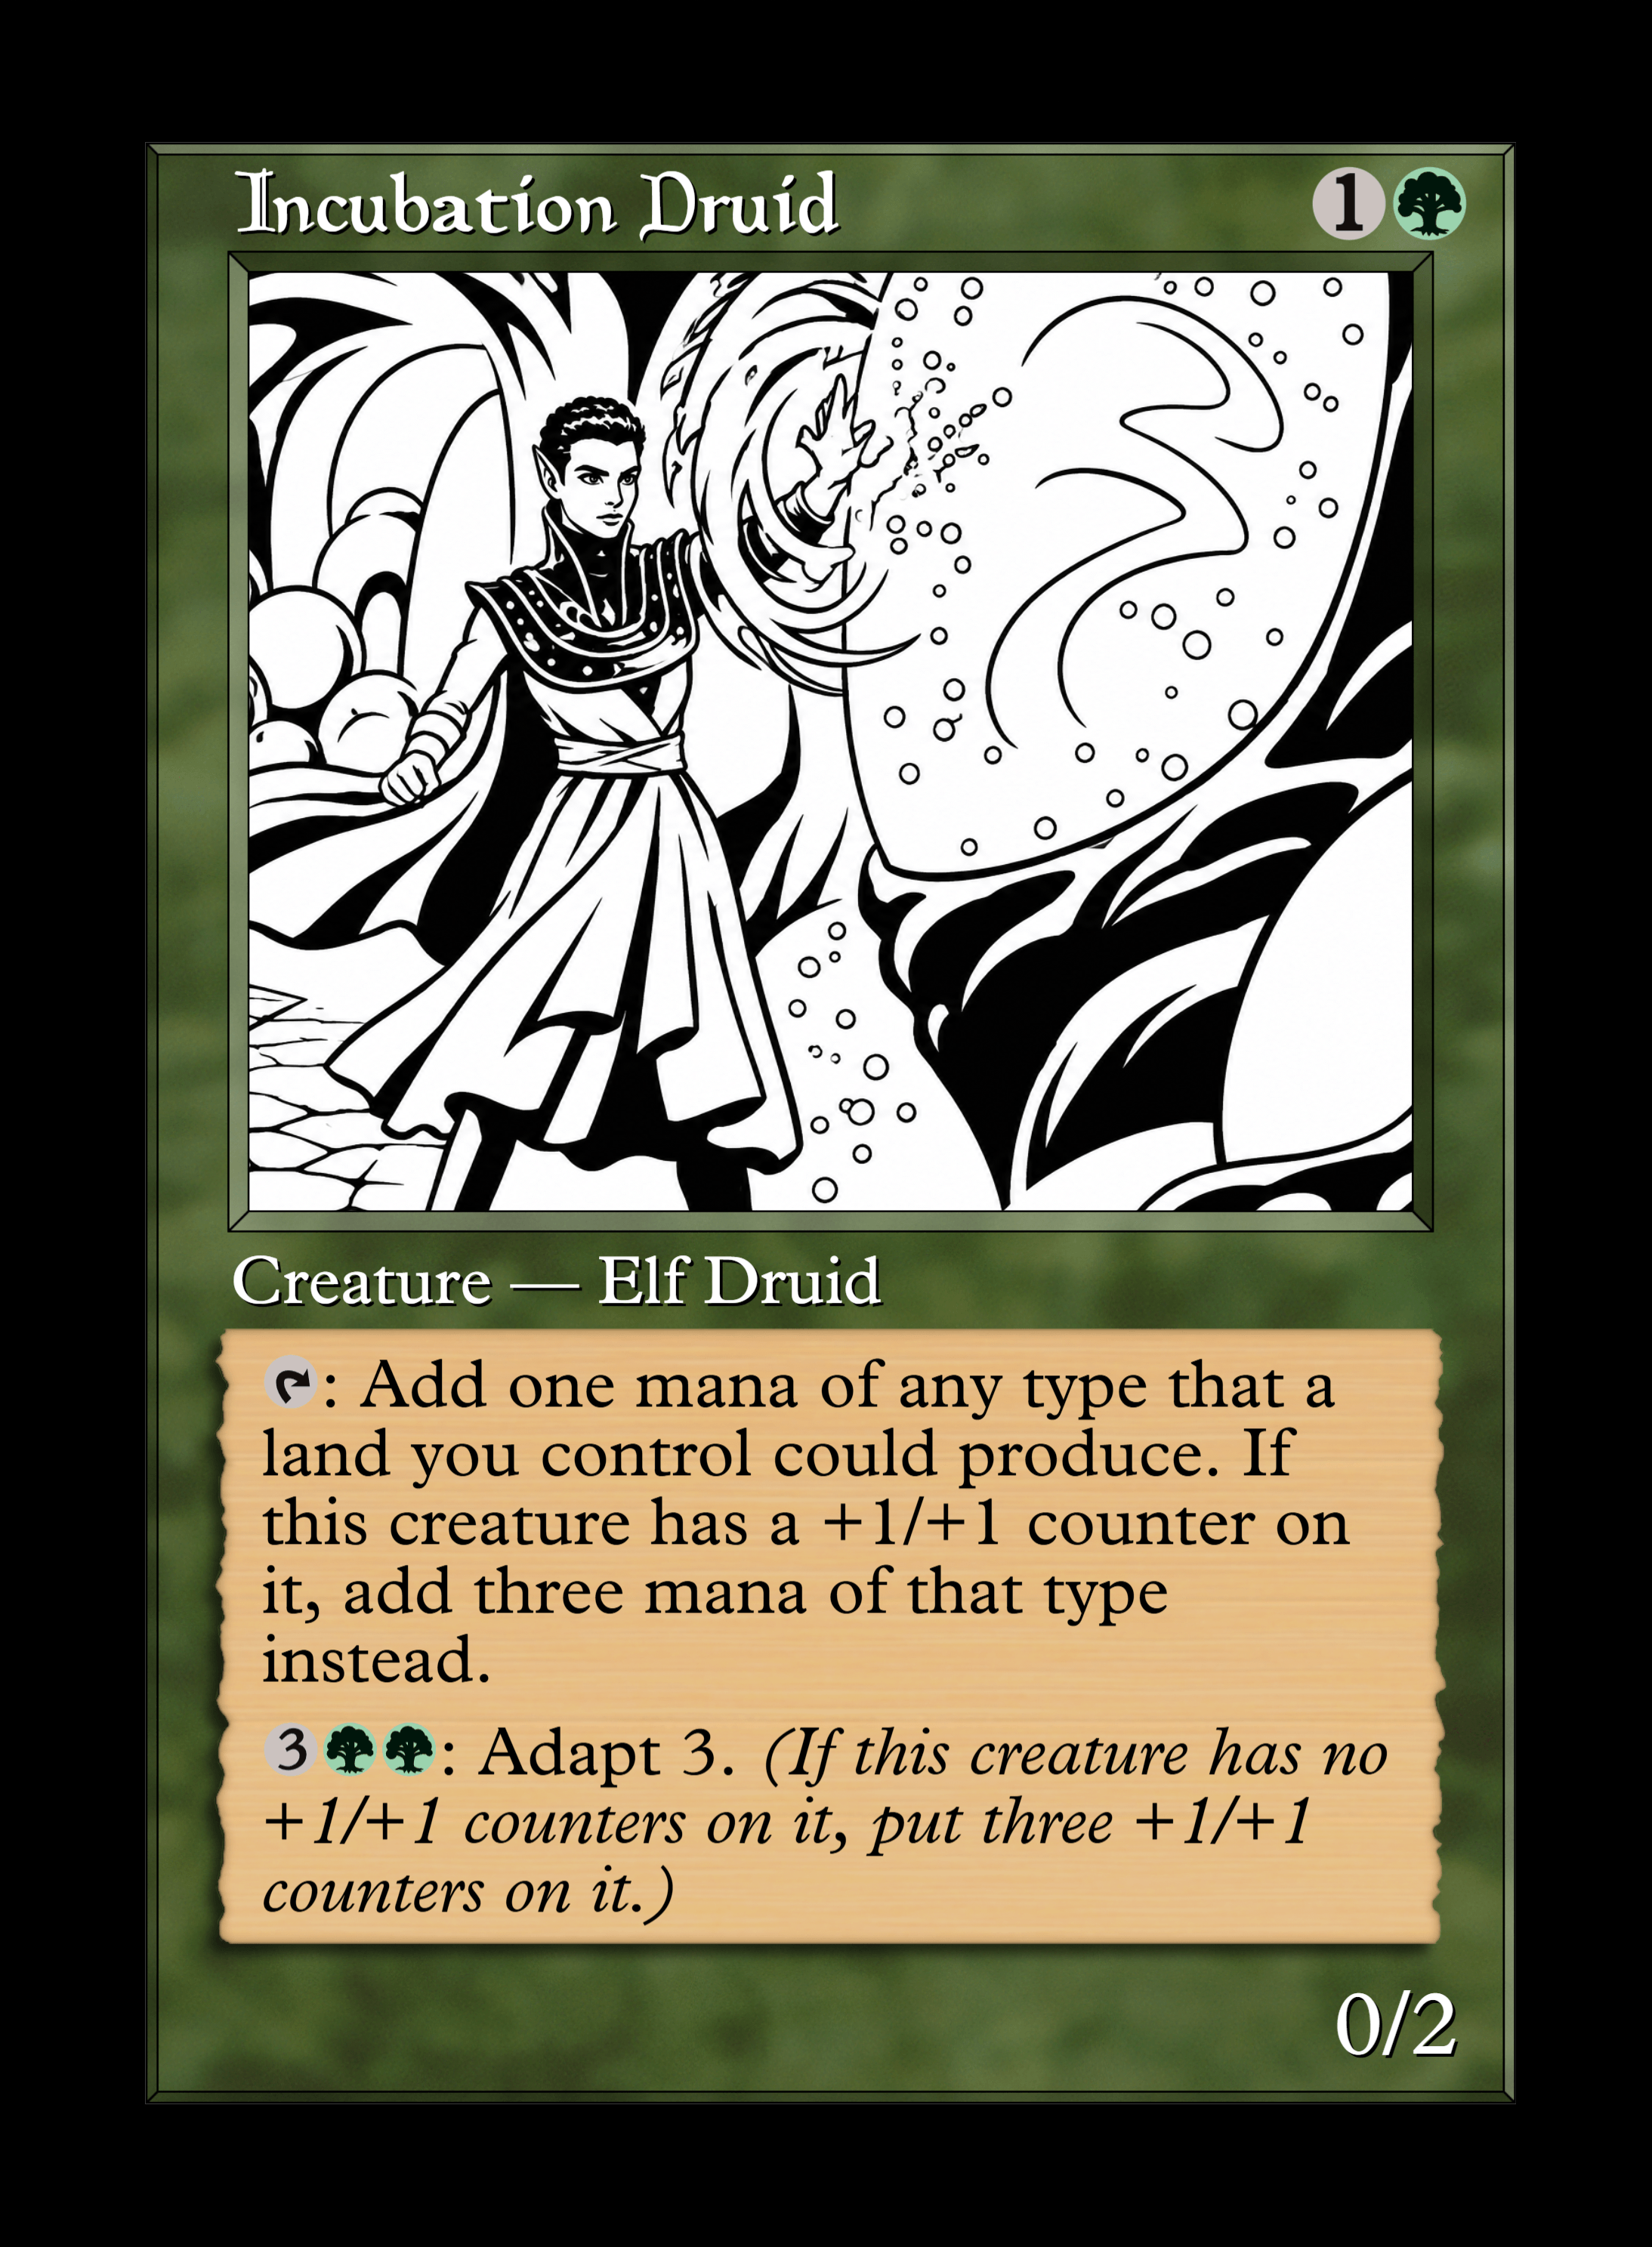 Incubation Druid 1
Creature — Elf Druid
: Add one mana of any type that a
land you control could produce. If
this creature has a +1/+1 counter on
it, add three mana of that type
instead.
3: Adapt 3. (If this creature has no
+1/+1 counters on it, put three +1/+1
counters on it.)
0/2